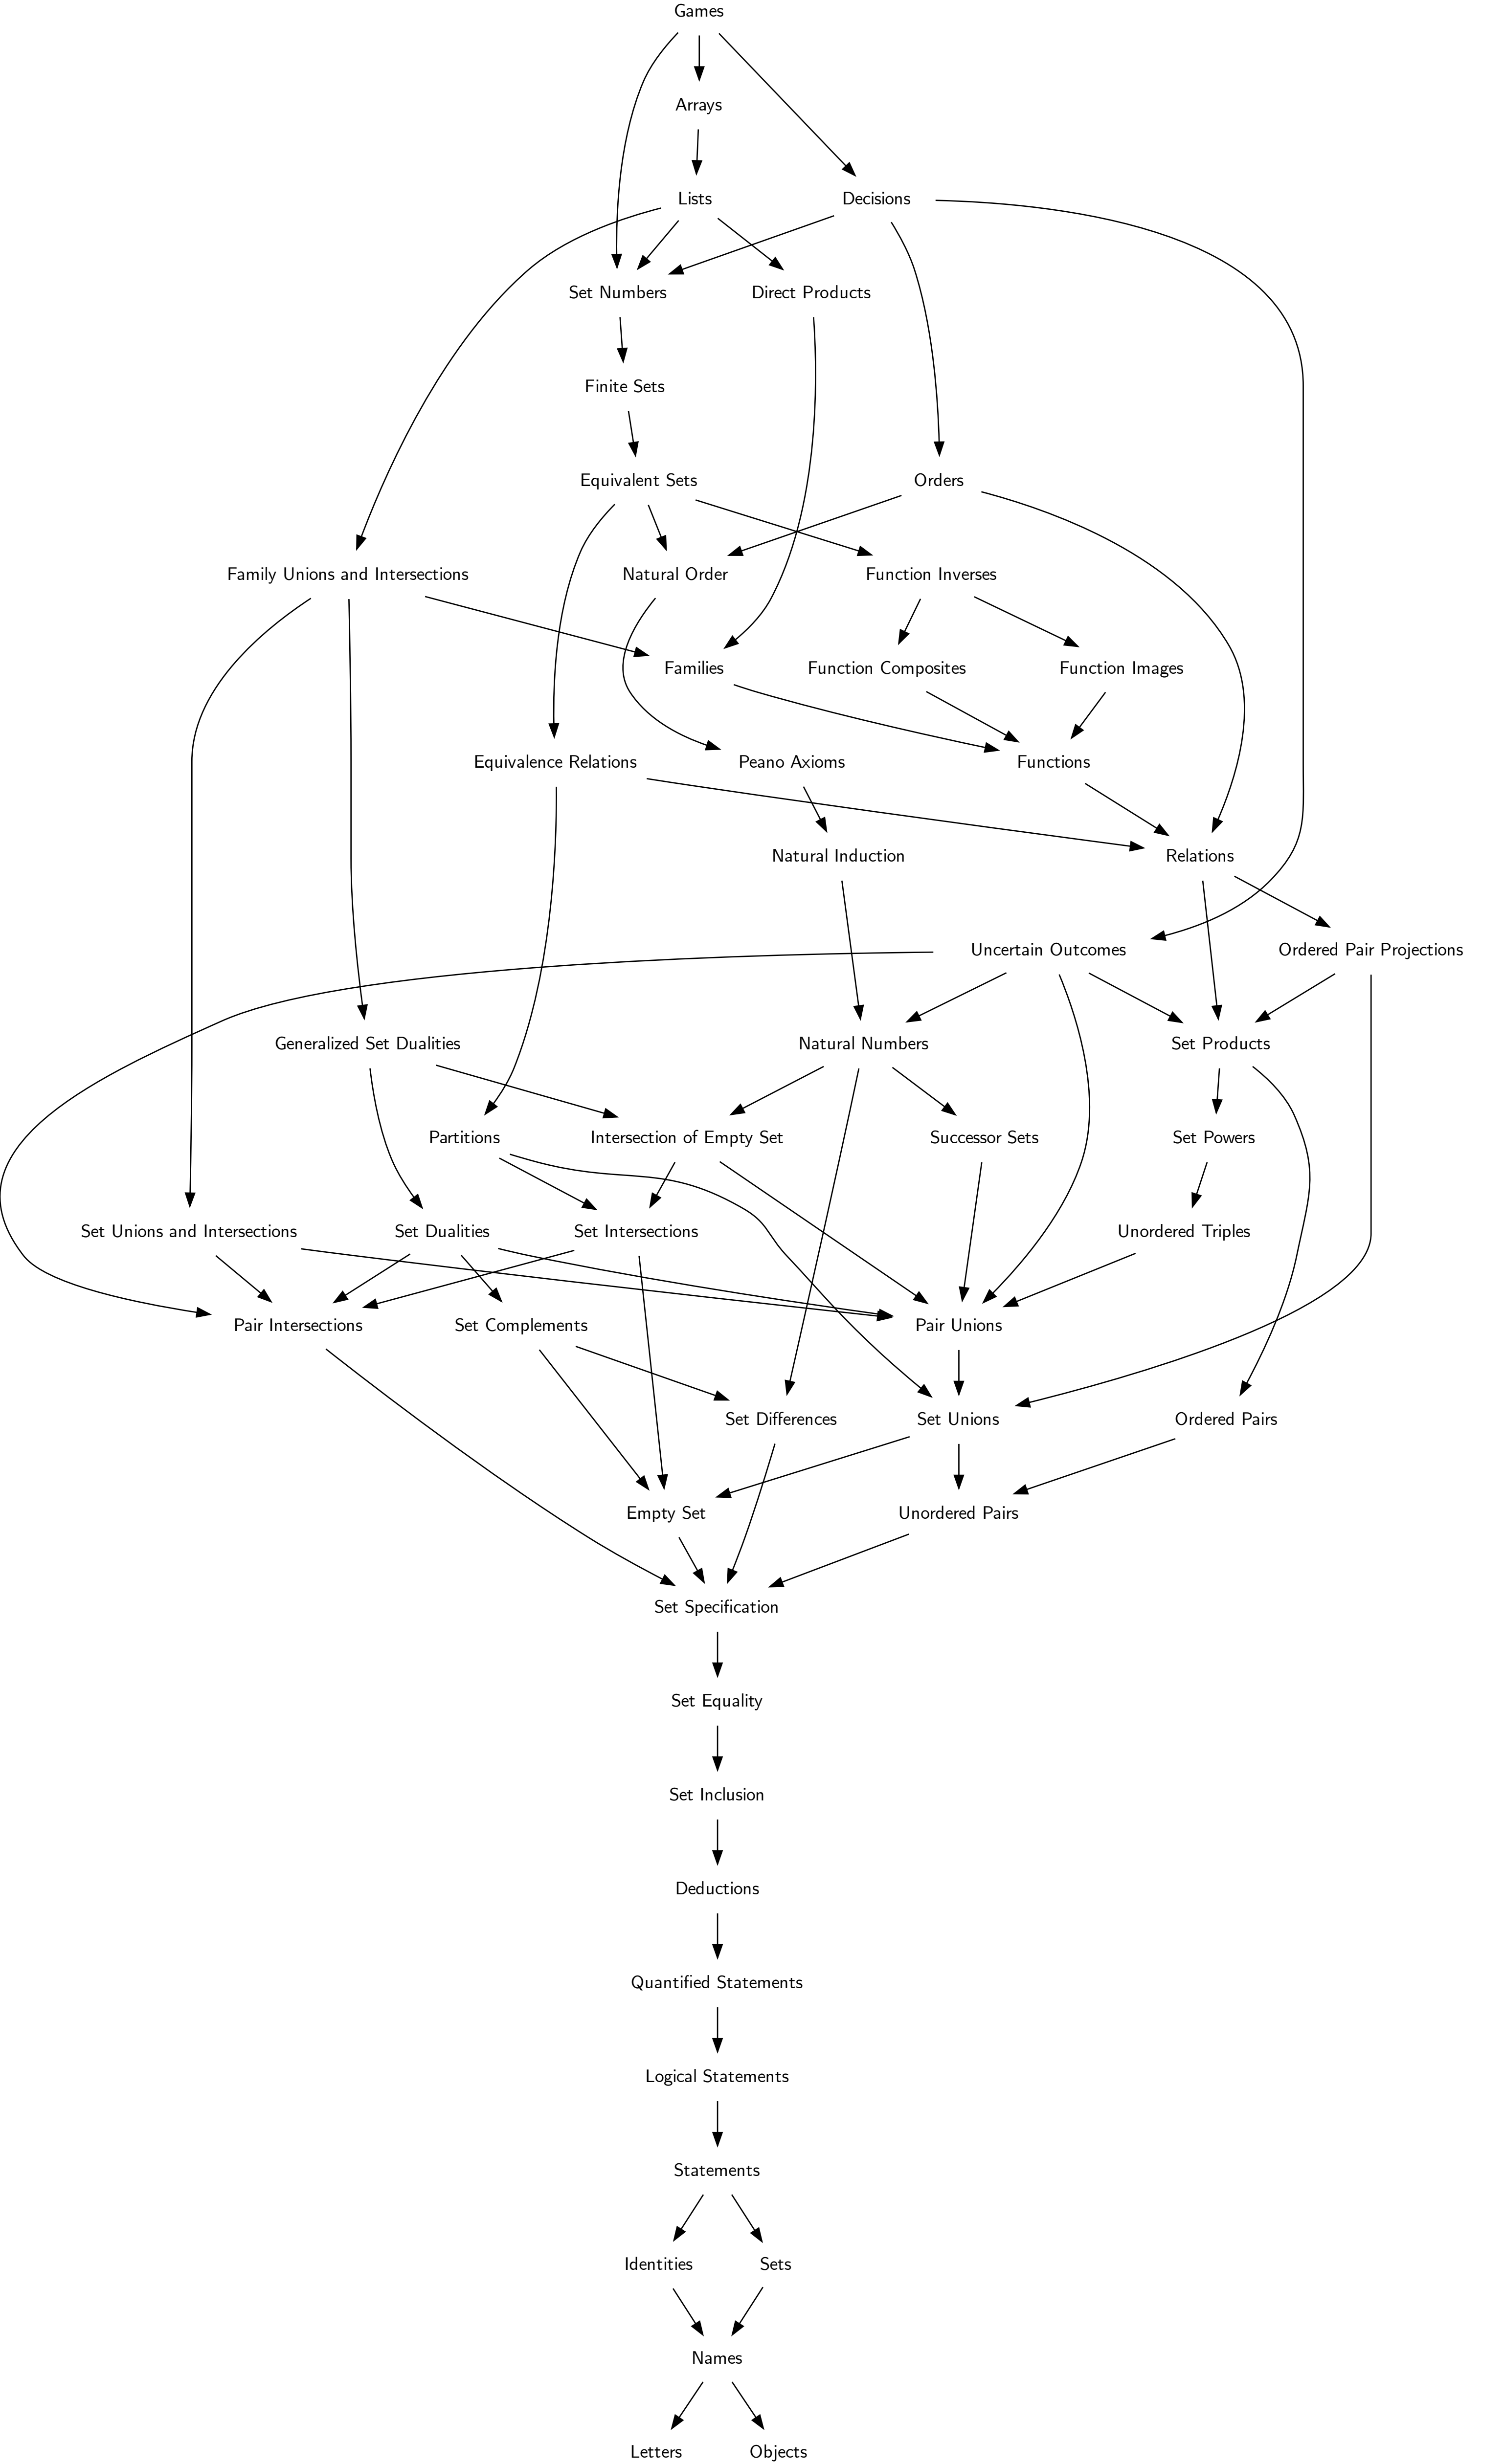 Games
Arrays
Lists
Decisions
Set Numbers
Direct Products
Finite Sets
Equivalent Sets
Orders
Family Unions and Intersections
Natural Order
Function Inverses
Families
Function Composites
Function Images
Equivalence Relations
Peano Axioms
Functions
Natural Induction
Relations
Uncertain Outcomes
Ordered Pair Projections
Generalized Set Dualities
Natural Numbers
Set Products
Partitions
Intersection of Empty Set
Successor Sets
Set Powers
Set Unions and Intersections
Set Dualities
Set Intersections
Unordered Triples
Pair Intersections
Set Complements
Pair Unions
Set Differences
Set Unions
Ordered Pairs
Empty Set
Unordered Pairs
Set Specification
Set Equality
Set Inclusion
Deductions
Quantified Statements
Logical Statements
Statements
Identities
Sets
Names
Letters
Objects